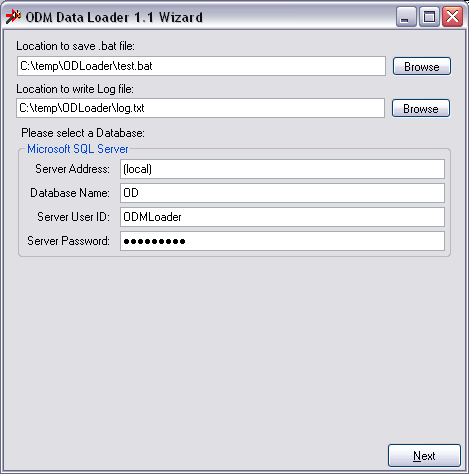 ODM Data Loader 1.1 Wizard
Location to save .bat file:
C:\temp\ODLoader\test.bat Browse
Location to write Log file:
C:\temp\ODLoader\log.txt Browse
Please select a Database:
Microsoft SQL Server
Server Address: (local)
Database Name: OD
Server User ID: ODMLoader
Server Password: ●●●●●●●●●
Next